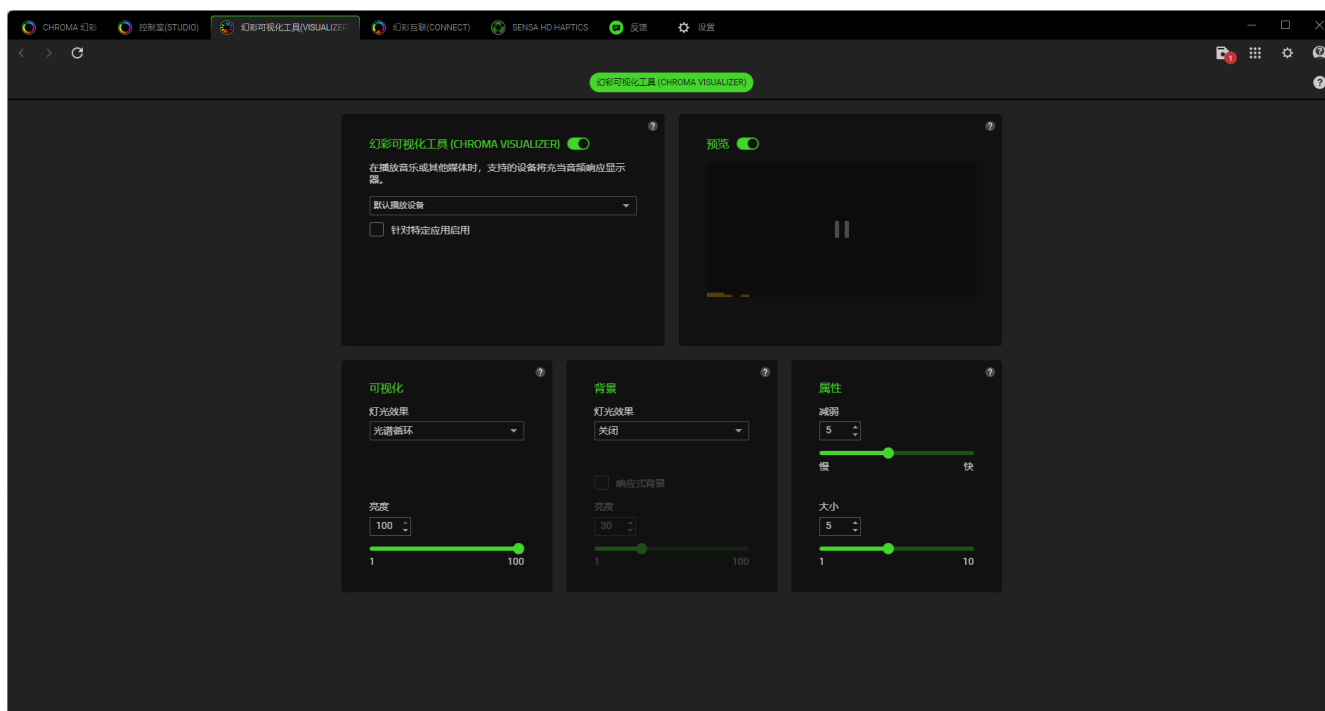 CHROMA 幻彩
控制室(STUDIO)
幻彩可视化工具(VISUALIZER
幻彩互联(CONNECT)
SENSA HD HAPTICS
反馈
设置
1
幻彩可视化工具 (CHROMA VISUALIZER)
幻彩可视化工具 (CHROMA VISUALIZER)
在播放音乐或其他媒体时，支持的设备将充当音频响应显示
器。
默认播放设备
针对特定应用启用
预览
可视化
灯光效果
光谱循环
亮度
100
1 100
背景
灯光效果
关闭
响应式背景
亮度
30
1 100
属性
减弱
5
慢 快
大小
5
1 10